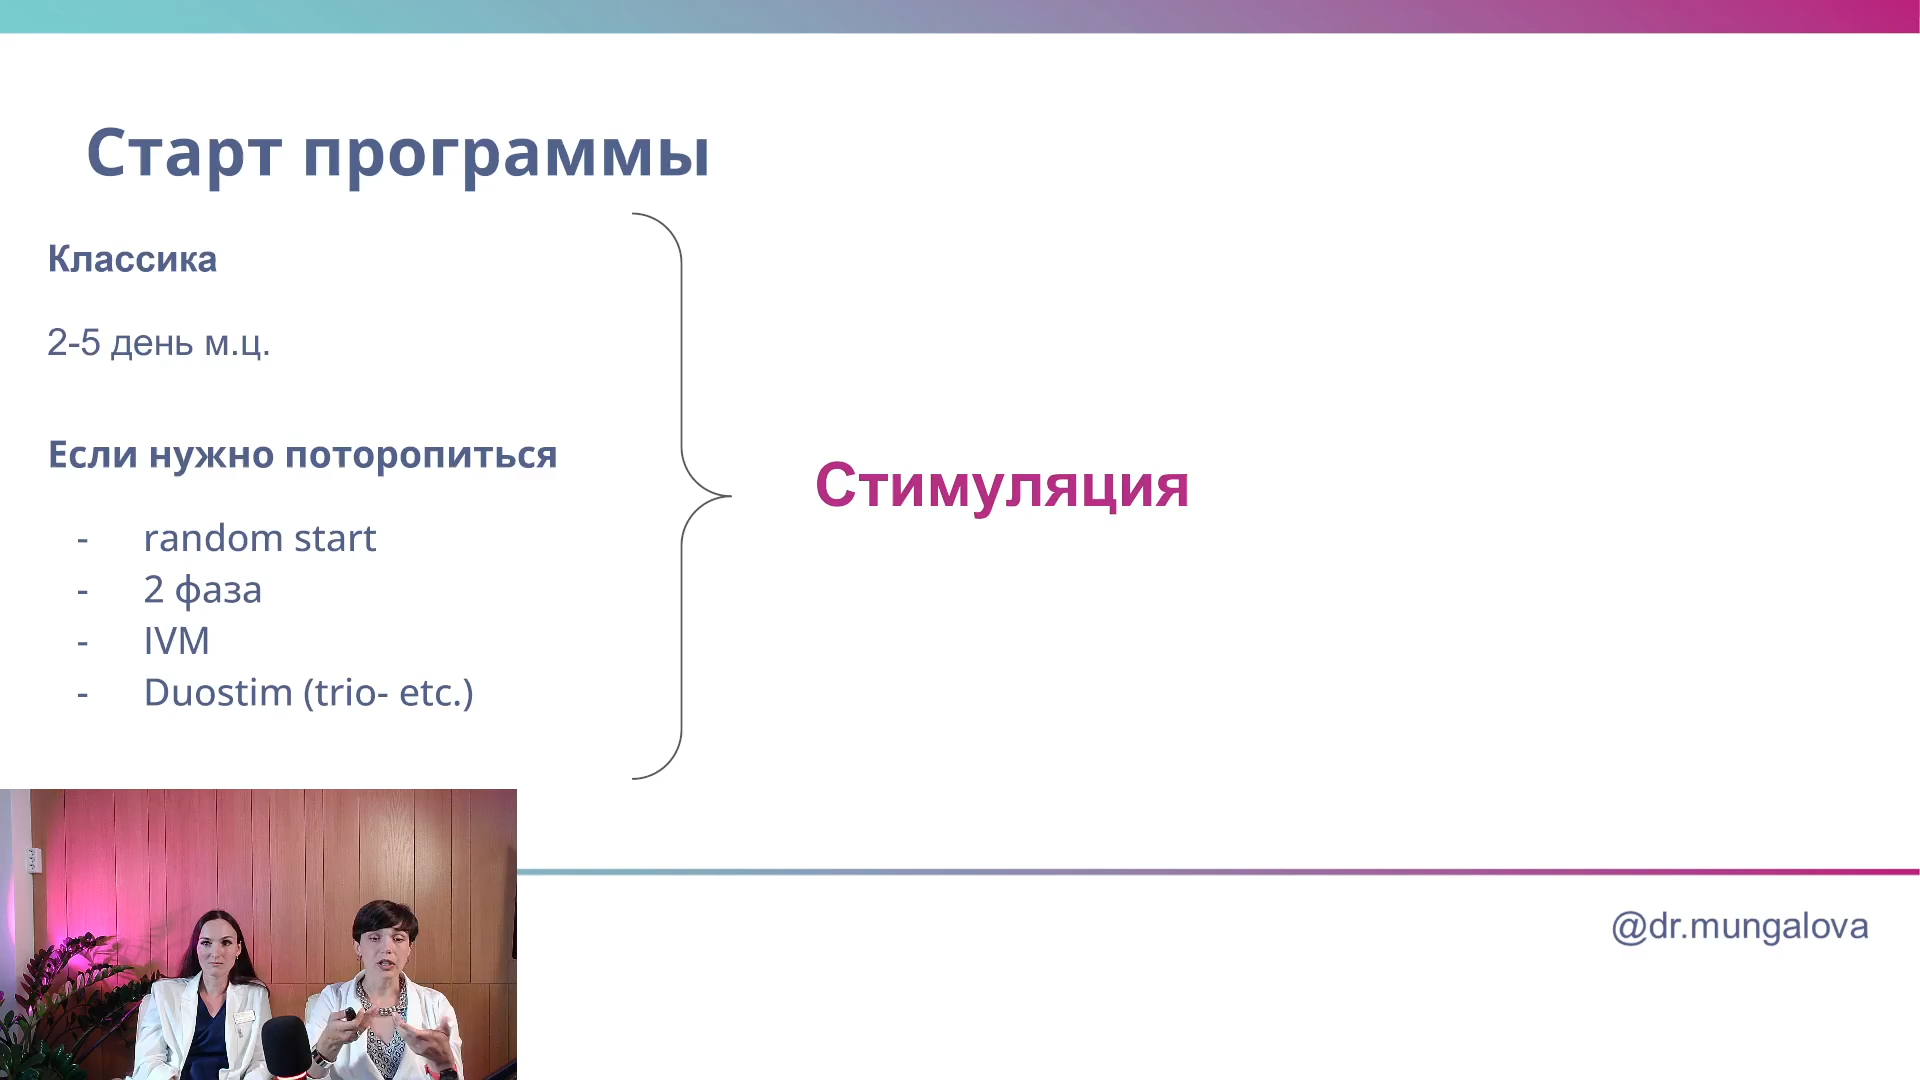 Старт программы
Классика
2-5 день м.ц.
Если нужно поторопиться
- random start
- 2 фаза
- IVM
- Duostim (trio- etc.)
Стимуляция
@dr.mungalova